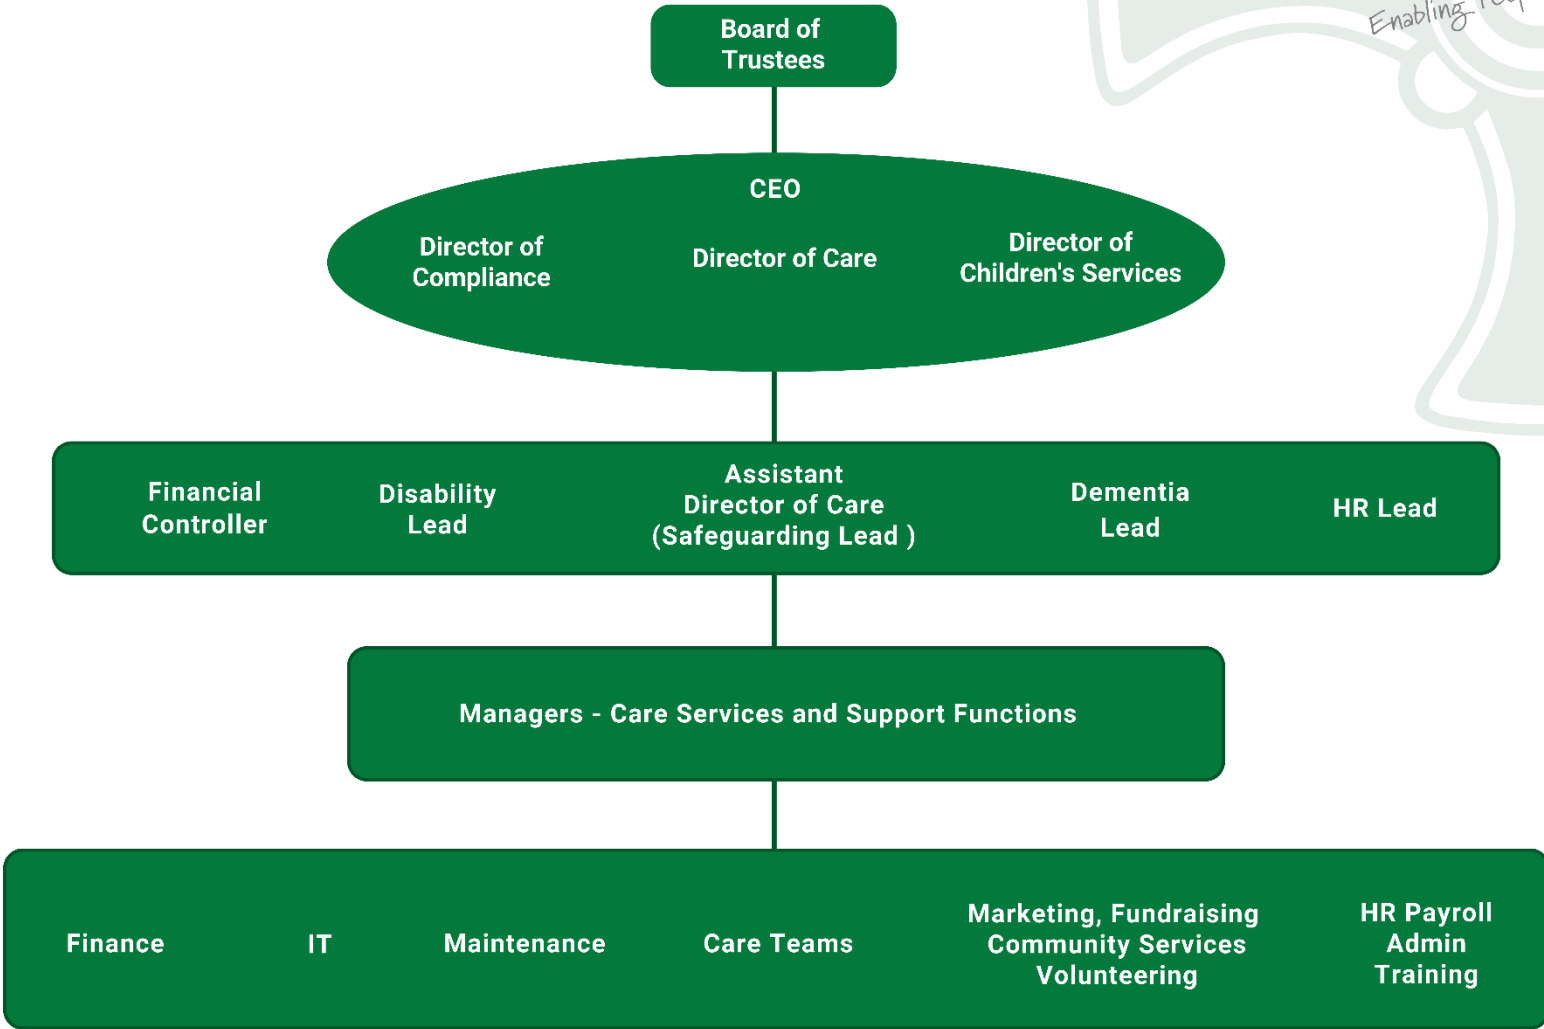 Enabling
Board of
Trustees
CEO
Director of
Compliance
Director of Care
Director of
Children's Services
Financial
Controller
Disability
Lead
Assistant
Director of Care
(Safeguarding Lead )
Dementia
Lead
HR Lead
Managers - Care Services and Support Functions
Finance
IT
Maintenance
Care Teams
Marketing, Fundraising
Community Services
Volunteering
HR Payroll
Admin
Training